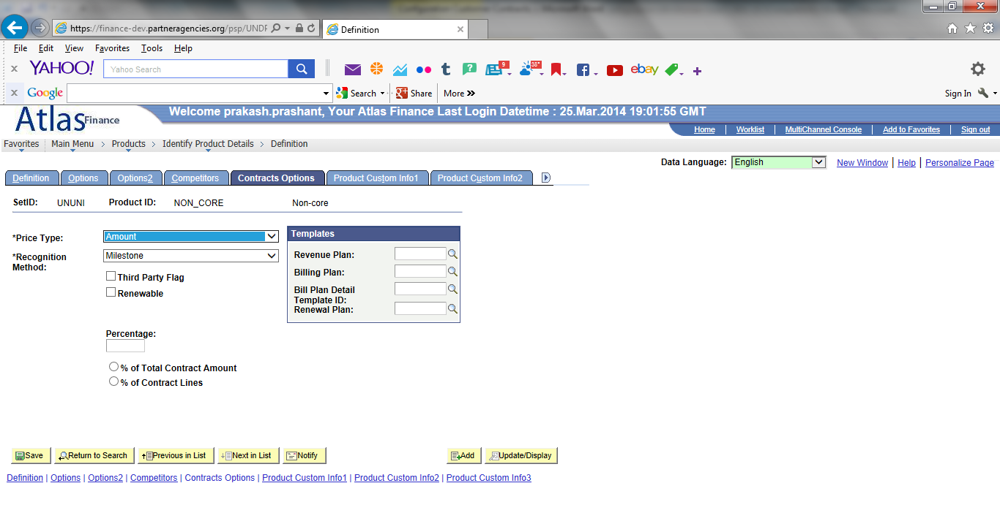 https://finance-dev.partneragencies.org/psp/UNDF
Definition
File Edit View Favorites Tools Help
YAHOO! Yahoo Search
t ? 9 38° f ebay
Google Search Share More Sign In
Atlas Finance
Welcome prakash.prashant, Your Atlas Finance Last Login Datetime : 25.Mar.2014 19:01:55 GMT
Home Worklist MultiChannel Console Add to Favorites Sign out
Favorites Main Menu > Products > Identify Product Details > Definition
Data Language: English New Window | Help | Personalize Page
Definition Options Options2 Competitors Contracts Options Product Custom Info1 Product Custom Info2
SetID: UNUNI Product ID: NON_CORE Non-core
*Price Type: Amount
*Recognition Method: Milestone
Third Party Flag
Renewable
Templates
Revenue Plan:
Billing Plan:
Bill Plan Detail
Template ID:
Renewal Plan:
Percentage:
% of Total Contract Amount
% of Contract Lines
Save Return to Search Previous in List Next in List Notify Add Update/Display
Definition | Options | Options2 | Competitors | Contracts Options | Product Custom Info1 | Product Custom Info2 | Product Custom Info3